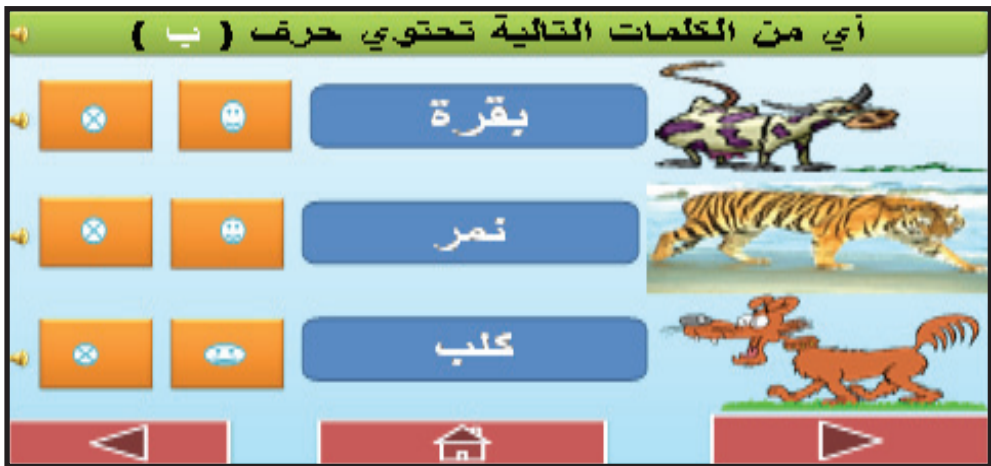 أي من الكلمات التالية تحتوي حرف ( ب )
بقرة
نمر
كلب